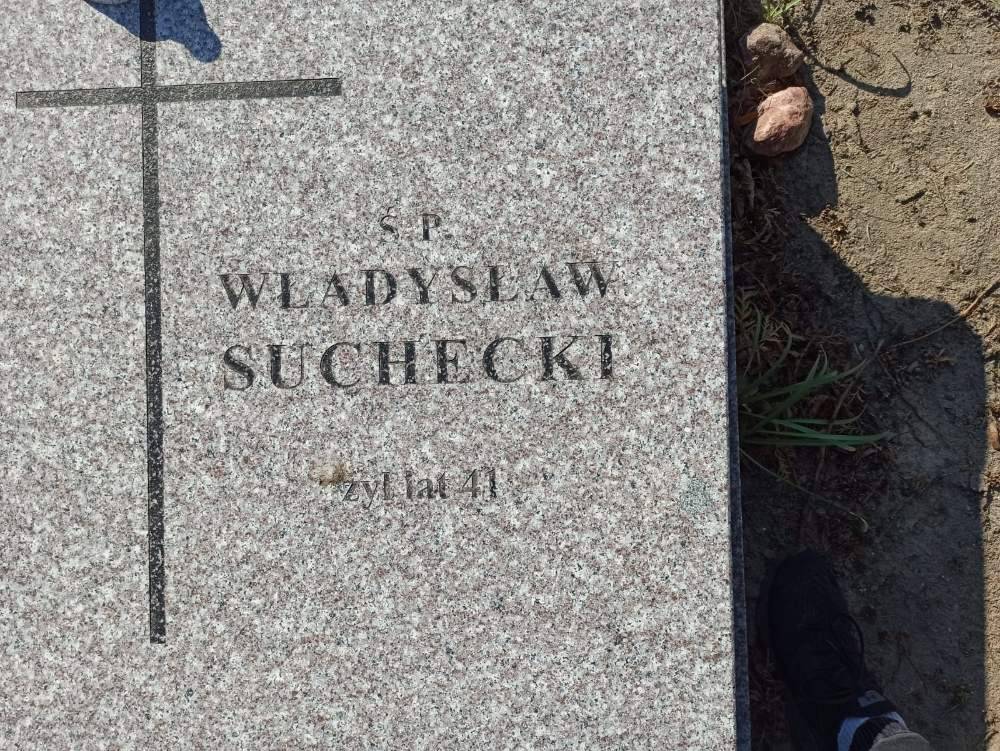 Ś. P.
WŁADYSŁAW
SUCHECKI
żył lat 41